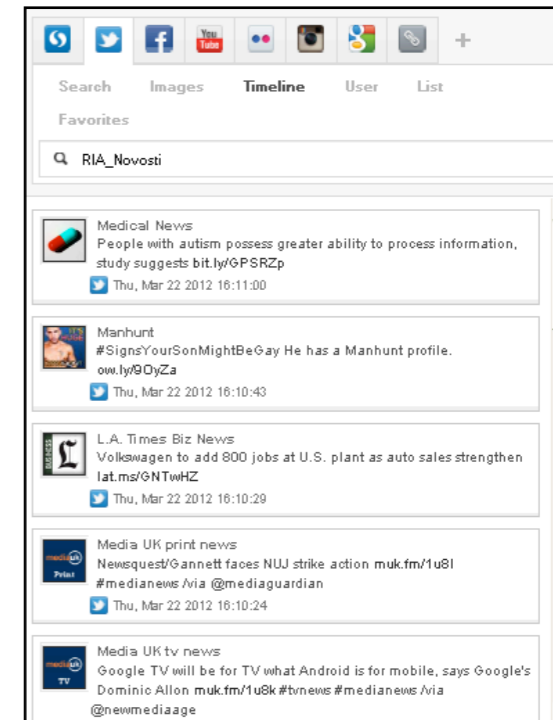 You
Tube
Search Images Timeline User List
Favorites
RIA_Novosti
Medical News
People with autism possess greater ability to process information,
study suggests bit.ly/GPSRZp
Thu, Mar 22 2012 16:11:00
Manhunt
#SignsYourSonMightBeGay He has a Manhunt profile.
ow.ly/9OyZa
Thu, Mar 22 2012 16:10:43
BUSINESS
L
L.A. Times Biz News
Volkswagen to add 800 jobs at U.S. plant as auto sales strengthen
lat.ms/GNTwHZ
Thu, Mar 22 2012 16:10:29
mediauk
Print
Media UK print news
Newsquest/Gannett faces NUJ strike action muk.fm/1u8l
#medianews /via @mediaguardian
Thu, Mar 22 2012 16:10:24
mediauk
TV
Media UK tv news
Google TV will be for TV what Android is for mobile, says Google's
Dominic Allon muk.fm/1u8k #tvnews #medianews /via
@newmediaage